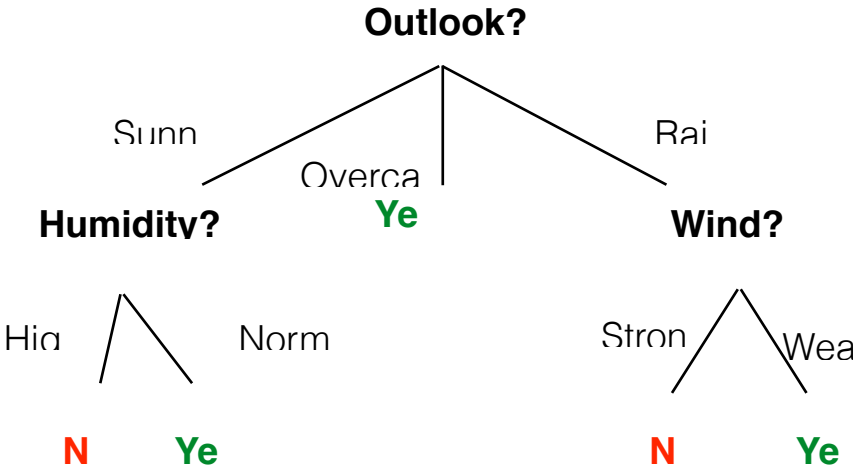 Outlook?
Sunn
Rai
Overca
Ye
Humidity?
Wind?
Hig
Norm
Stron
Wea
N
Ye
N
Ye